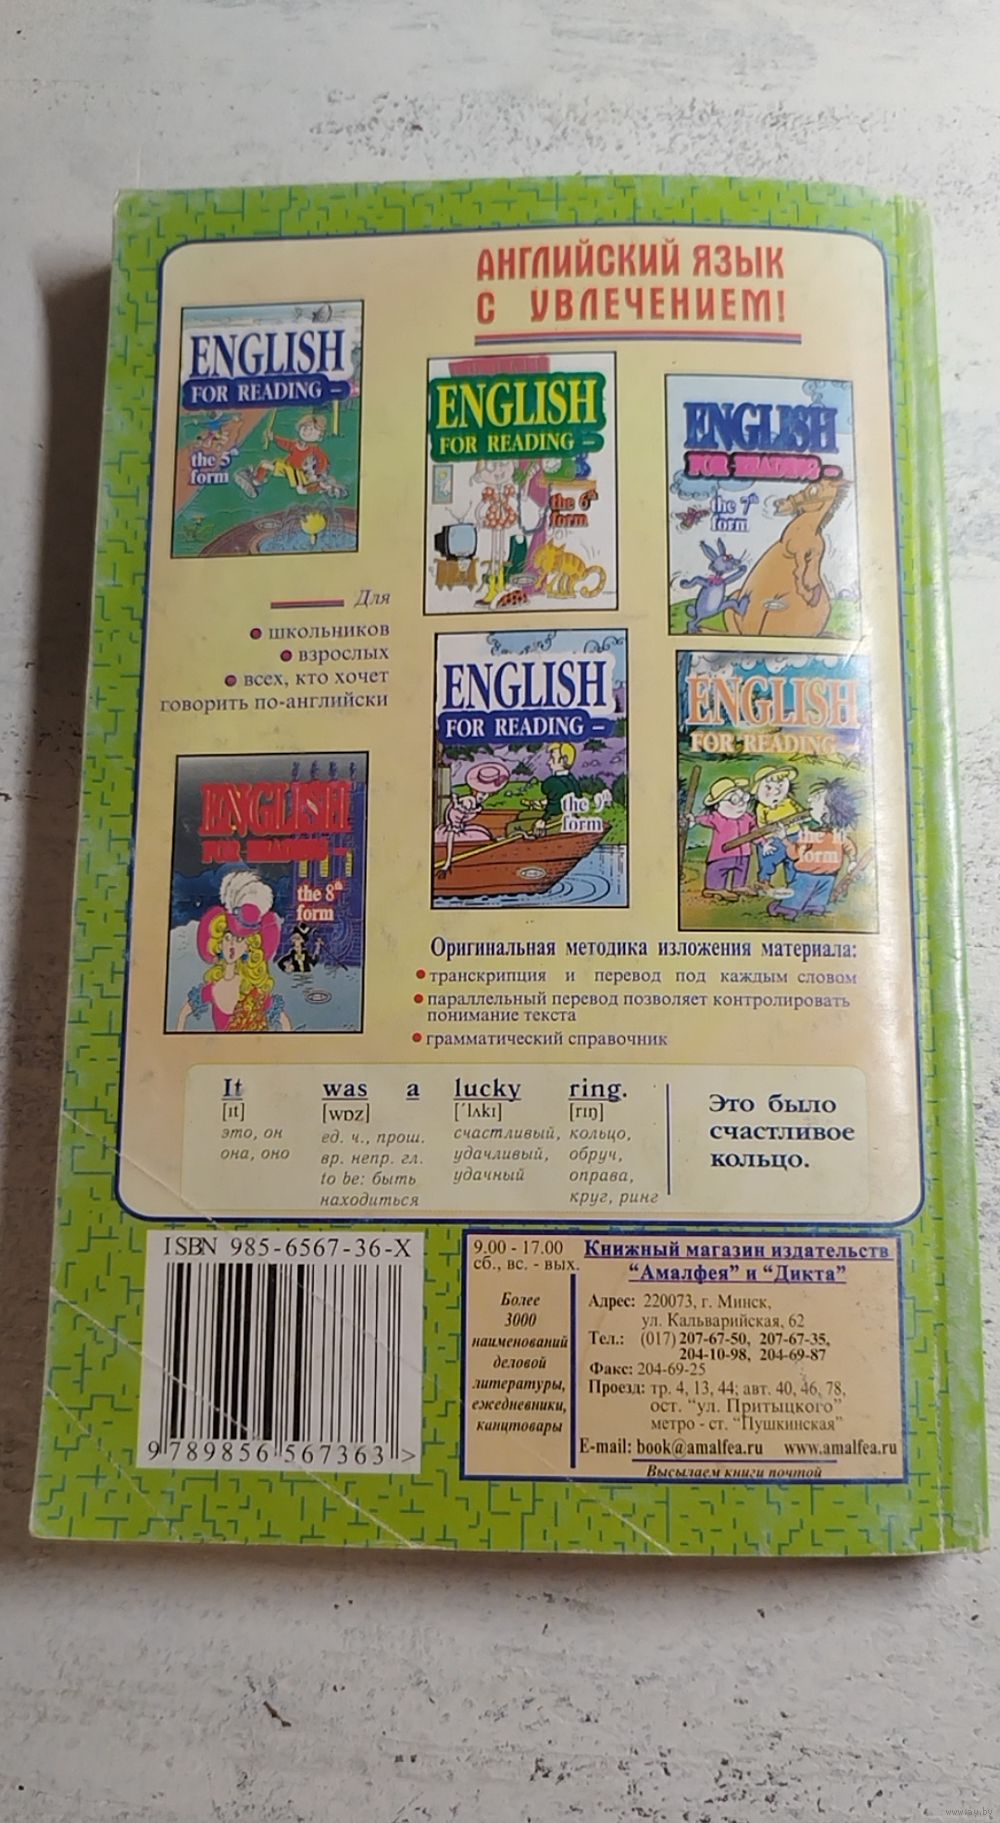 АНГЛИЙСКИЙ ЯЗЫК
С УВЛЕЧЕНИЕМ!
ENGLISH
FOR READING –
the 5th
form
ENGLISH
FOR READING –
the 6th
form
ENGLISH
FOR READING –
the 7th
form
Для
• школьников
• взрослых
• всех, кто хочет
говорить по-английски
ENGLISH
FOR READING –
the 9th
form
ENGLISH
FOR READING –
the
form
ENGLISH
FOR READING
the 8th
form
Оригинальная методика изложения материала:
• транскрипция и перевод под каждым словом
• параллельный перевод позволяет контролировать
понимание текста
• грамматический справочник
It was a lucky ring.
[ɪt] [wɒz] [ˈlʌkɪ] [rɪŋ]
это, он ед. ч., прош. счастливый, кольцо,
она, оно вр. непр. гл. удачливый, обруч,
to be: быть удачный оправа,
находиться круг, ринг
Это было
счастливое
кольцо.
ISBN 985-6567-36-X
9 789856 567363 >
9.00 - 17.00
сб., вс. - вых.
Более
3000
наименований
деловой
литературы,
ежедневники,
канцтовары
Книжный магазин издательств
“Амалфея” и “Дикта”
Адрес: 220073, г. Минск,
ул. Кальварийская, 62
Тел.: (017) 207-67-50, 207-67-35,
204-10-98, 204-69-87
Факс: 204-69-25
Проезд: тр. 4, 13, 44; авт. 40, 46, 78,
ост. “ул. Притыцкого”
метро - ст. “Пушкинская”
E-mail: book@amalfea.ru www.amalfea.ru
Высылаем книги почтой
www.ay.by